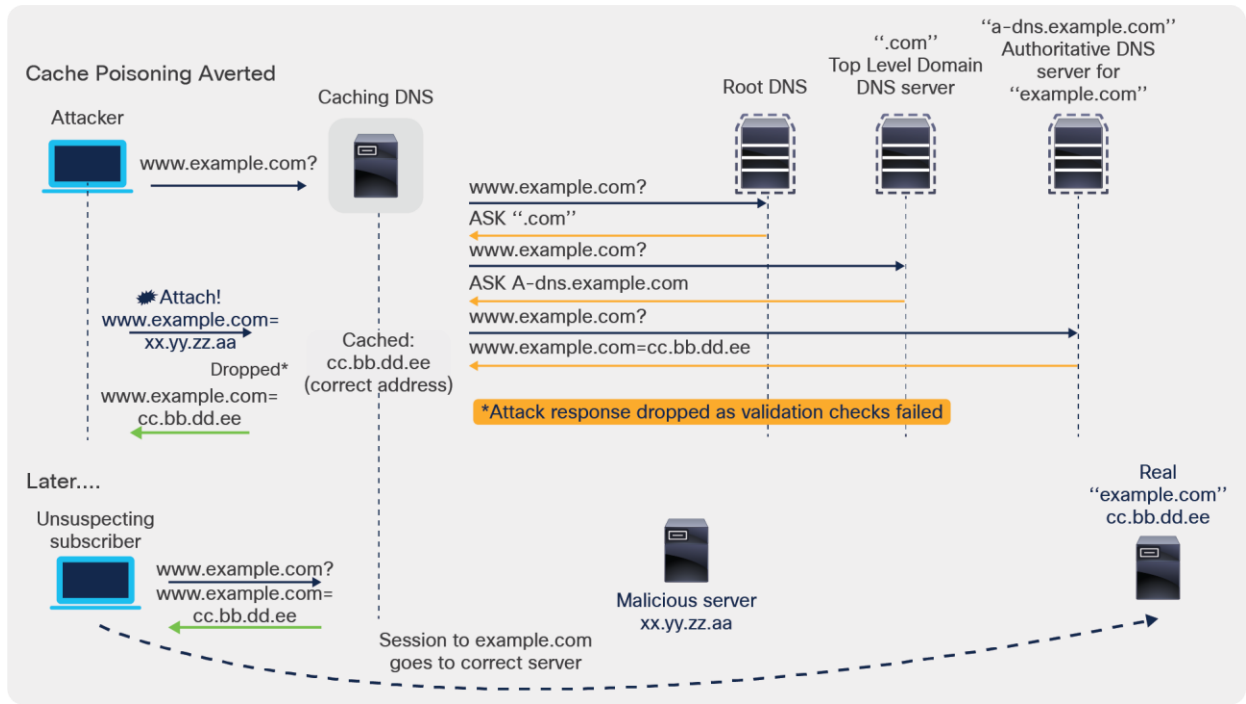 Cache Poisoning Averted
Attacker
Caching DNS
Root DNS
“.com”
Top Level Domain
DNS server
“a-dns.example.com”
Authoritative DNS
server for
“example.com”
www.example.com?
www.example.com?
ASK “.com”
www.example.com?
ASK A-dns.example.com
www.example.com?
www.example.com=cc.bb.dd.ee
Attach!
www.example.com=
xx.yy.zz.aa
Dropped*
www.example.com=
cc.bb.dd.ee
Cached:
cc.bb.dd.ee
(correct address)
*Attack response dropped as validation checks failed
Later....
Unsuspecting
subscriber
www.example.com?
www.example.com=
cc.bb.dd.ee
Malicious server
xx.yy.zz.aa
Real
“example.com”
cc.bb.dd.ee
Session to example.com
goes to correct server